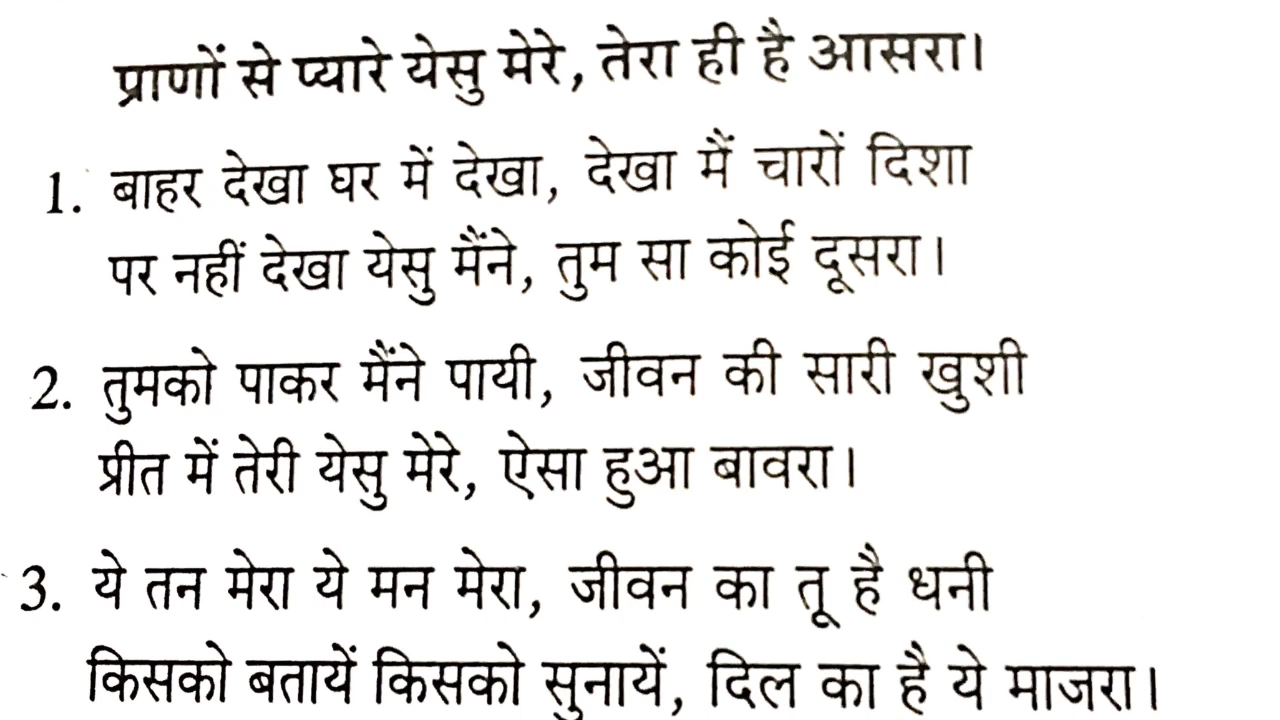 प्राणों से प्यारे येसु मेरे, तेरा ही है आसरा।
1. बाहर देखा घर में देखा, देखा मैं चारों दिशा
पर नहीं देखा येसु मैंने, तुम सा कोई दूसरा।
2. तुमको पाकर मैंने पायी, जीवन की सारी खुशी
प्रीत में तेरी येसु मेरे, ऐसा हुआ बावरा।
3. ये तन मेरा ये मन मेरा, जीवन का तू है धनी
किसको बतायें किसको सुनायें, दिल का है ये माजरा।